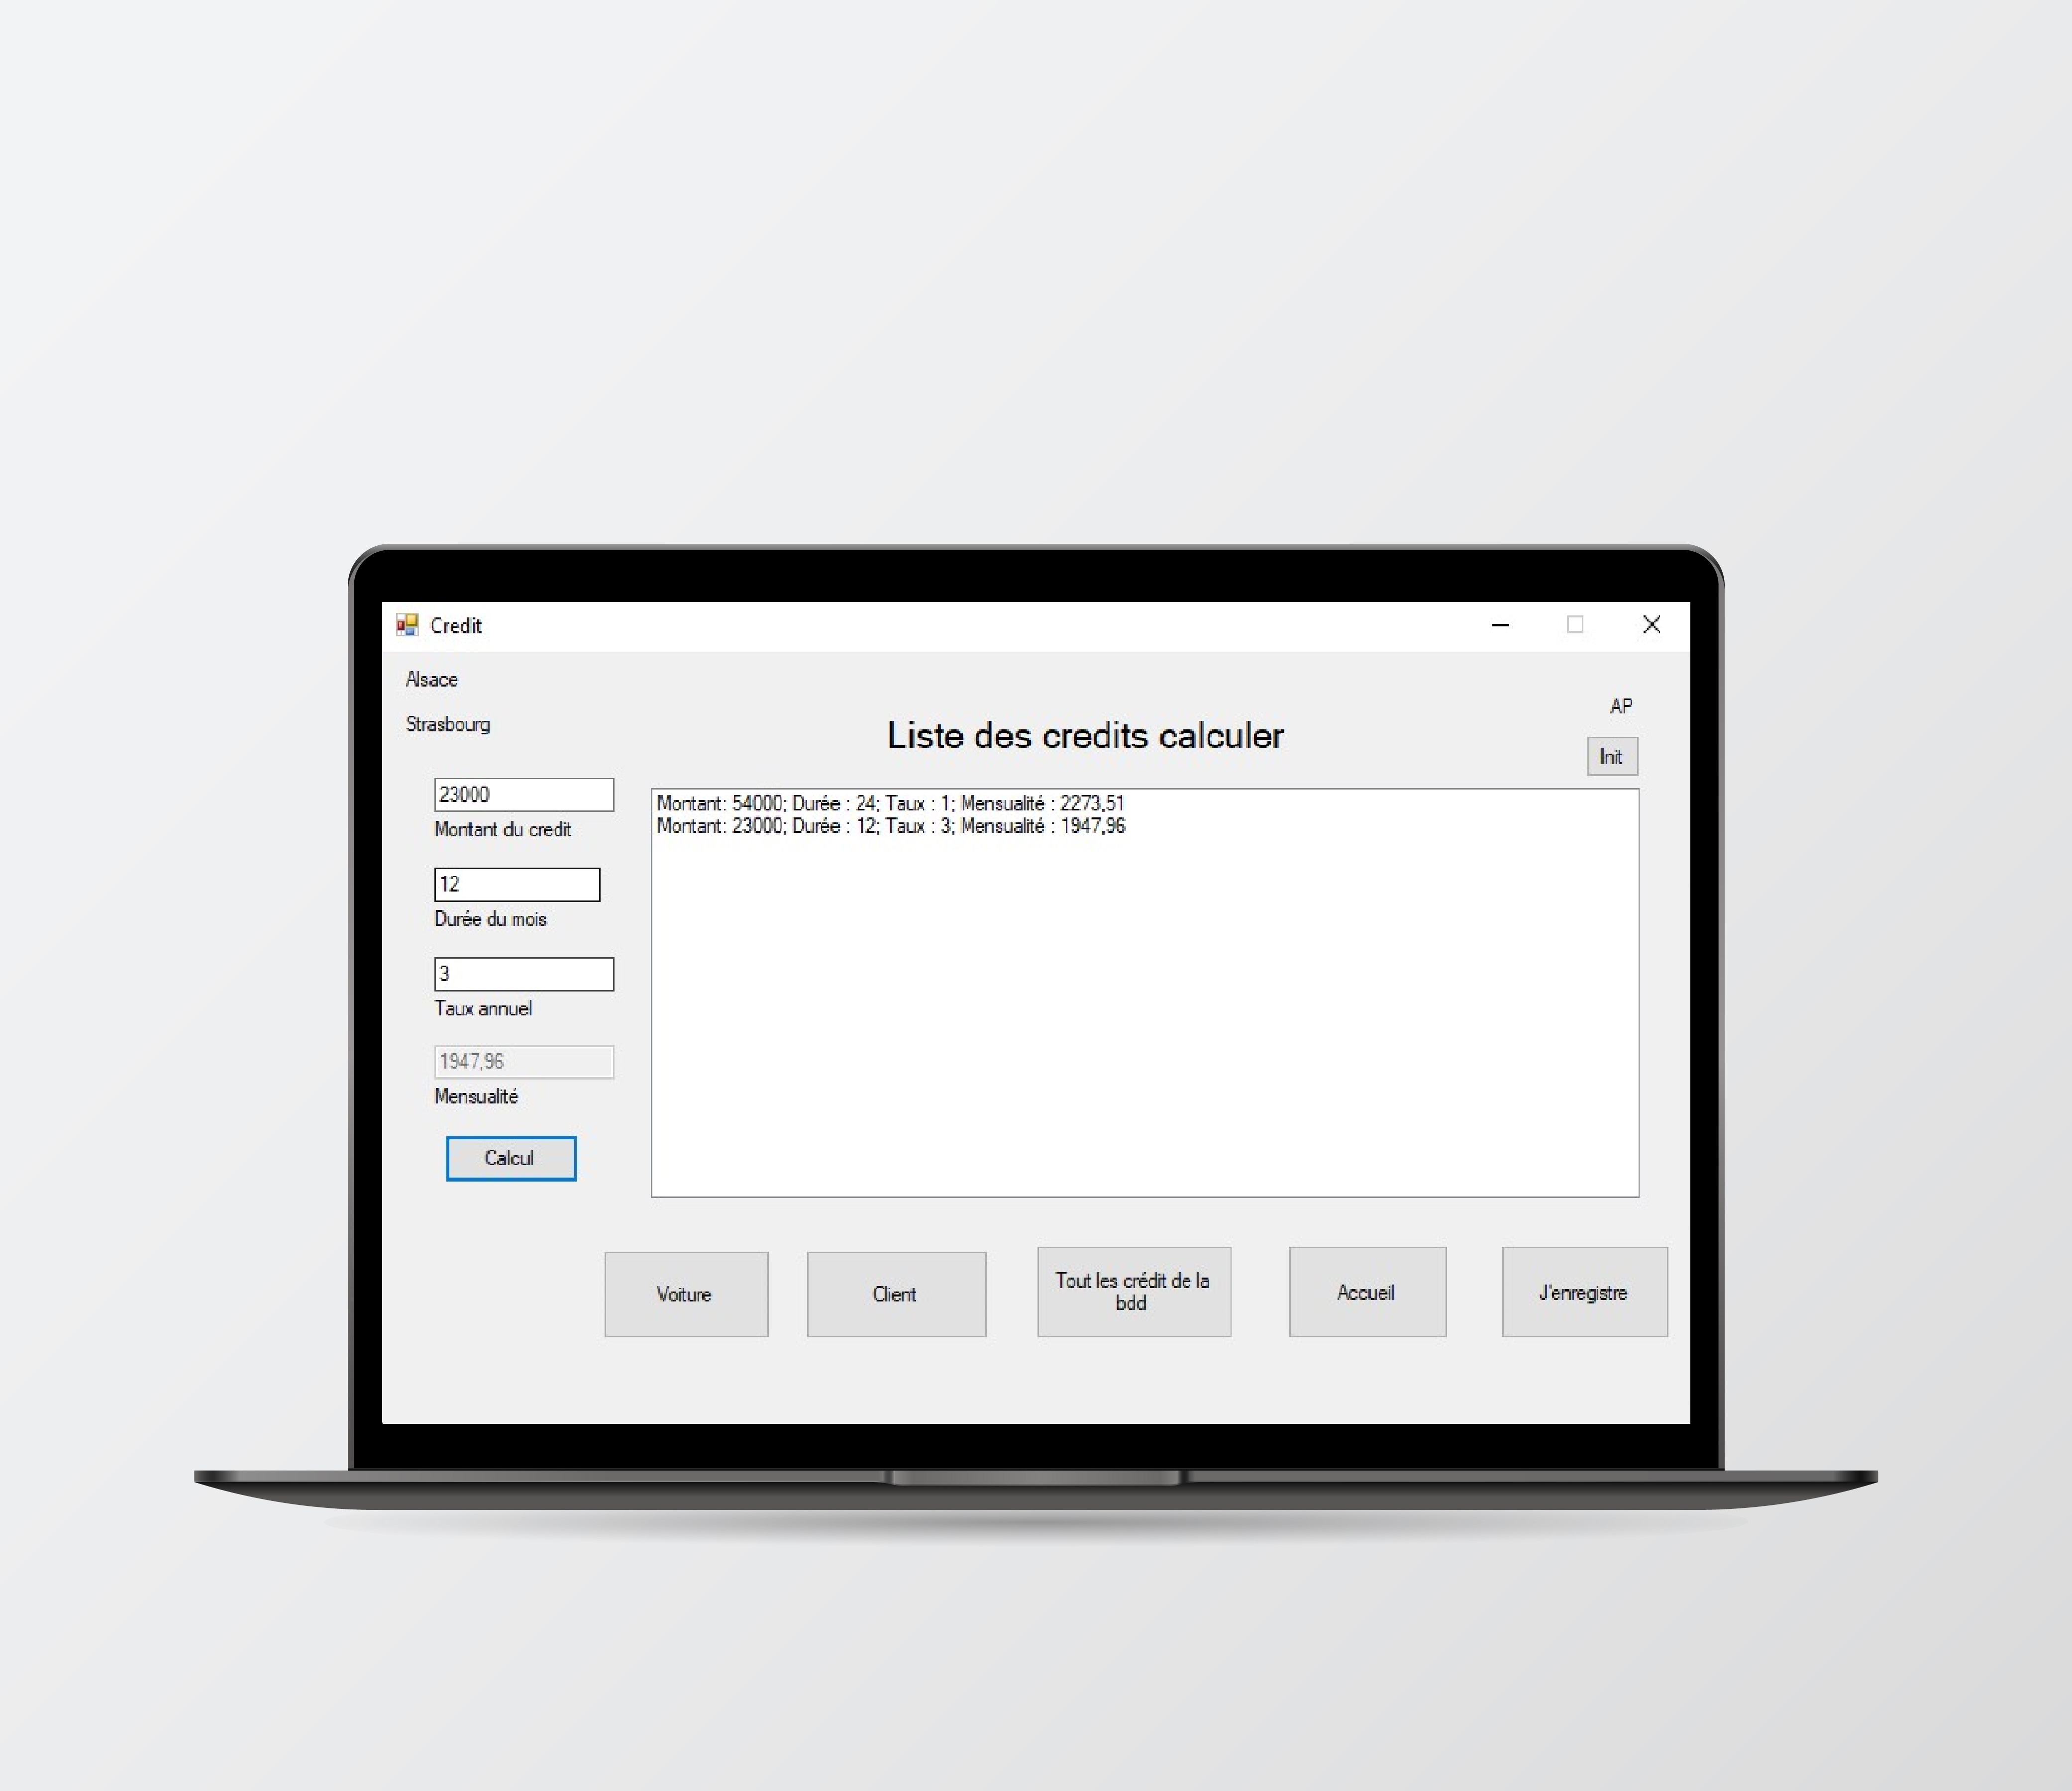 Credit
Alsace
AP
Strasbourg
Liste des credits calculer
Init
23000
Montant du credit
12
Durée du mois
3
Taux annuel
1947,96
Mensualité
Calcul
Montant: 54000; Durée : 24; Taux : 1; Mensualité : 2273,51
Montant: 23000; Durée : 12; Taux : 3; Mensualité : 1947,96
Voiture
Client
Tout les crédit de la
bdd
Accueil
J'enregistre